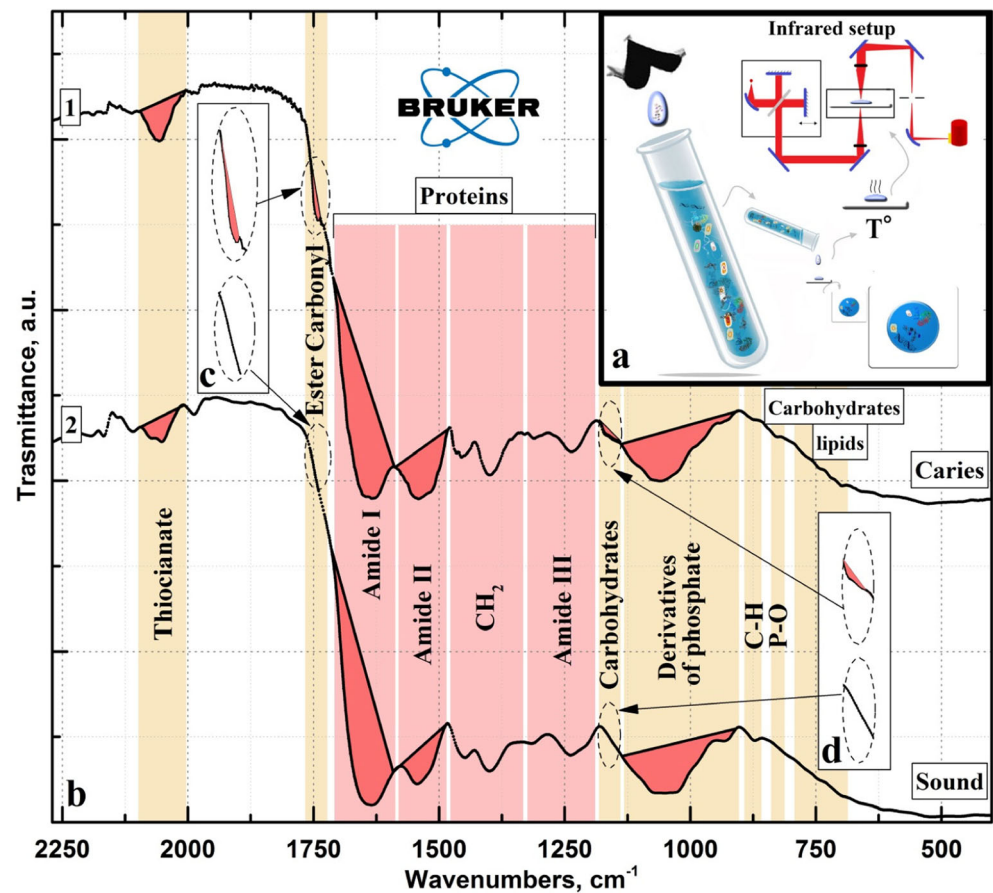 Infrared setup
T°
a
1
BRUKER
Proteins
c
Ester Carbonyl
2
Carbohydrates
lipids
Caries
Thiocianate
Amide I
Amide II
CH₂
Amide III
Carbohydrates
Derivatives
of phosphate
C-H
P-O
d
b
Sound
Trasmittance, a.u.
2250 2000 1750 1500 1250 1000 750 500
Wavenumbers, cm⁻¹